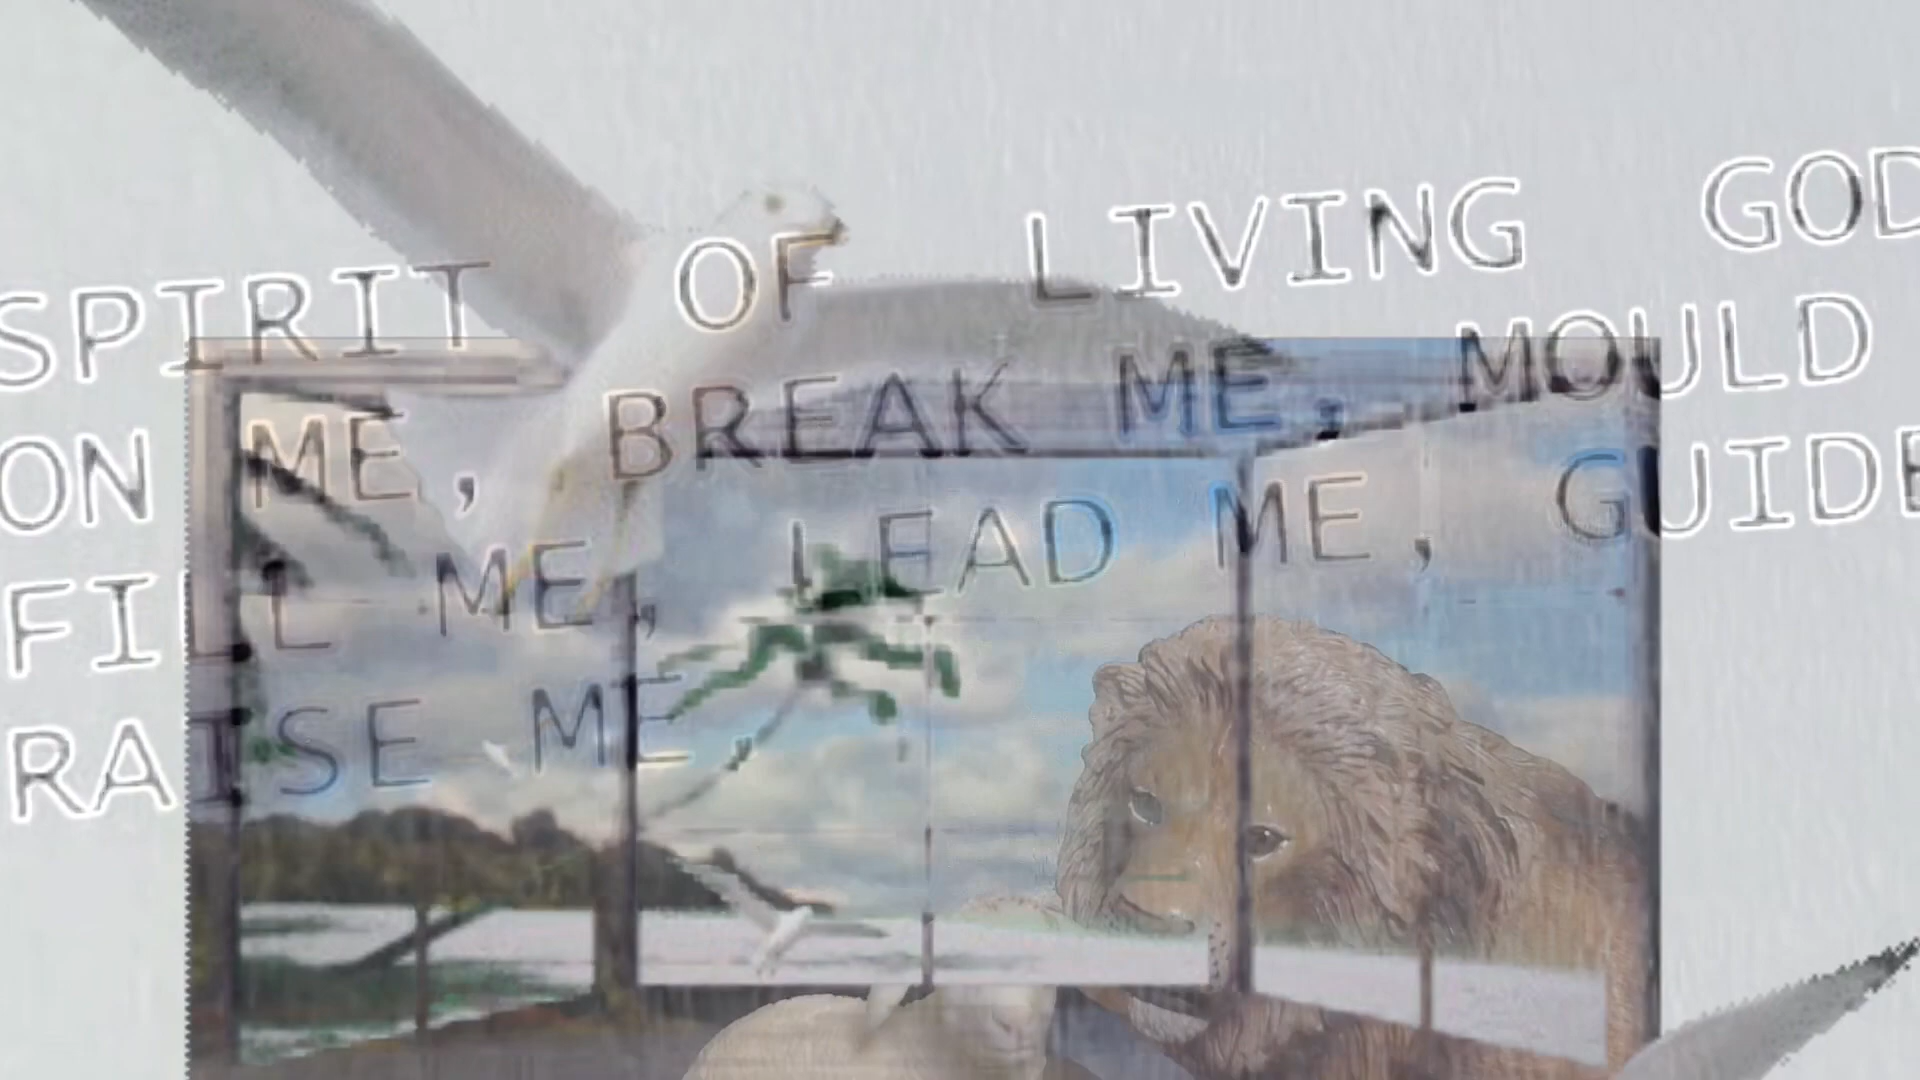 SPIRIT OF LIVING GOD
ON ME, BREAK ME, MOULD
FILL ME, LEAD ME, GUIDE
RAISE ME,